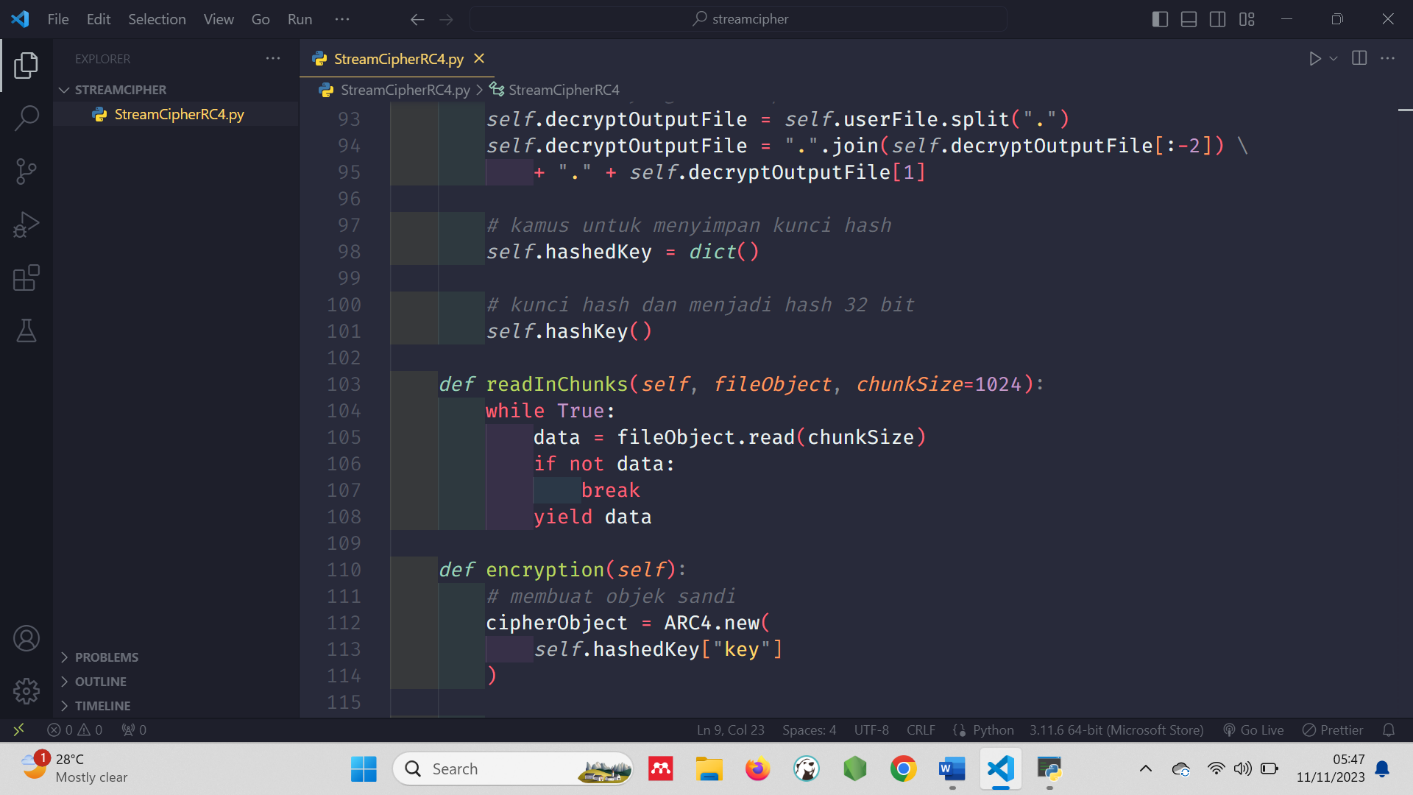 File Edit Selection View Go Run ···
streamcipher
EXPLORER ···
STREAMCIPHER
StreamCipherRC4.py
PROBLEMS
OUTLINE
TIMELINE
StreamCipherRC4.py
StreamCipherRC4.py > StreamCipherRC4
93 self.decryptOutputFile = self.userFile.split(".")
94 self.decryptOutputFile = ".".join(self.decryptOutputFile[:-2]) \
95 + "." + self.decryptOutputFile[1]
96
97 # kamus untuk menyimpan kunci hash
98 self.hashedKey = dict()
99
100 # kunci hash dan menjadi hash 32 bit
101 self.hashKey()
102
103 def readInChunks(self, fileObject, chunkSize=1024):
104 while True:
105 data = fileObject.read(chunkSize)
106 if not data:
107 break
108 yield data
109
110 def encryption(self):
111 # membuat objek sandi
112 cipherObject = ARC4.new(
113 self.hashedKey["key"]
114 )
115
0 0 0 Ln 9, Col 23 Spaces: 4 UTF-8 CRLF Python 3.11.6 64-bit (Microsoft Store) Go Live Prettier
1 28°C
Mostly clear
Search
05:47
11/11/2023